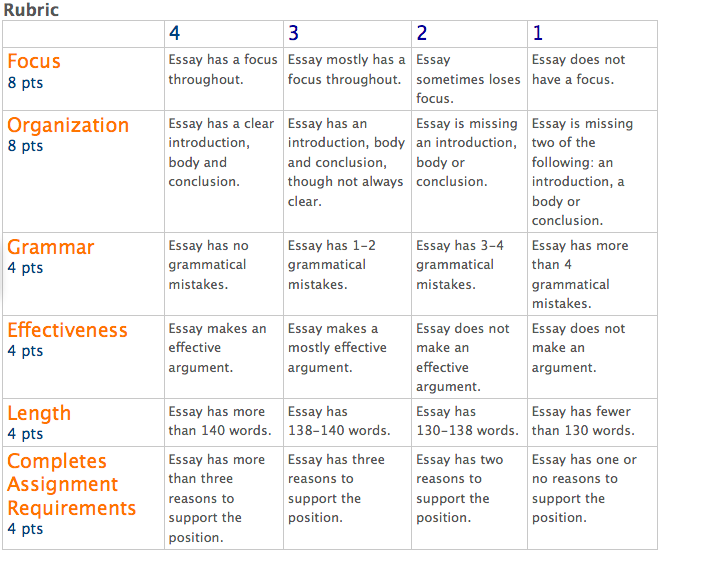 Rubric
4 3 2 1
Focus
8 pts
Essay has a focus
throughout.
Essay mostly has a
focus throughout.
Essay
sometimes loses
focus.
Essay does not
have a focus.
Organization
8 pts
Essay has a clear
introduction,
body and
conclusion.
Essay has an
introduction, body
and conclusion,
though not always
clear.
Essay is missing
an introduction,
body or
conclusion.
Essay is missing
two of the
following: an
introduction, a
body or
conclusion.
Grammar
4 pts
Essay has no
grammatical
mistakes.
Essay has 1-2
grammatical
mistakes.
Essay has 3-4
grammatical
mistakes.
Essay has more
than 4
grammatical
mistakes.
Effectiveness
4 pts
Essay makes an
effective
argument.
Essay makes a
mostly effective
argument.
Essay does not
make an
effective
argument.
Essay does not
make an
argument.
Length
4 pts
Essay has more
than 140 words.
Essay has
138-140 words.
Essay has
130-138 words.
Essay has fewer
than 130 words.
Completes
Assignment
Requirements
4 pts
Essay has more
than three
reasons to
support the
position.
Essay has three
reasons to
support the
position.
Essay has two
reasons to
support the
position.
Essay has one or
no reasons to
support the
position.